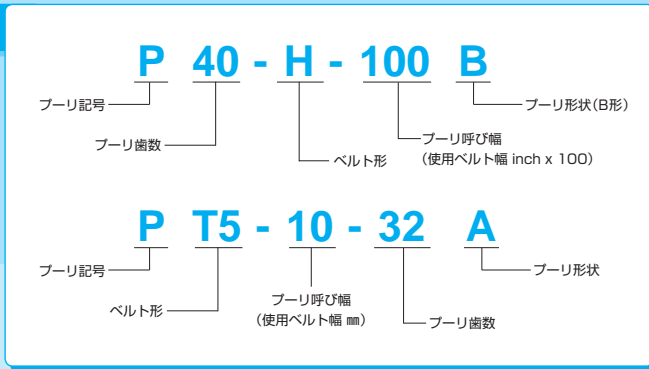 P 40 - H - 100 B
プーリ記号
プーリ形状(B形)
プーリ歯数
プーリ呼び幅
(使用ベルト幅 inch x 100)
ベルト形
P T5 - 10 - 32 A
プーリ記号
プーリ形状
ベルト形
プーリ呼び幅
(使用ベルト幅 ㎜)
プーリ歯数